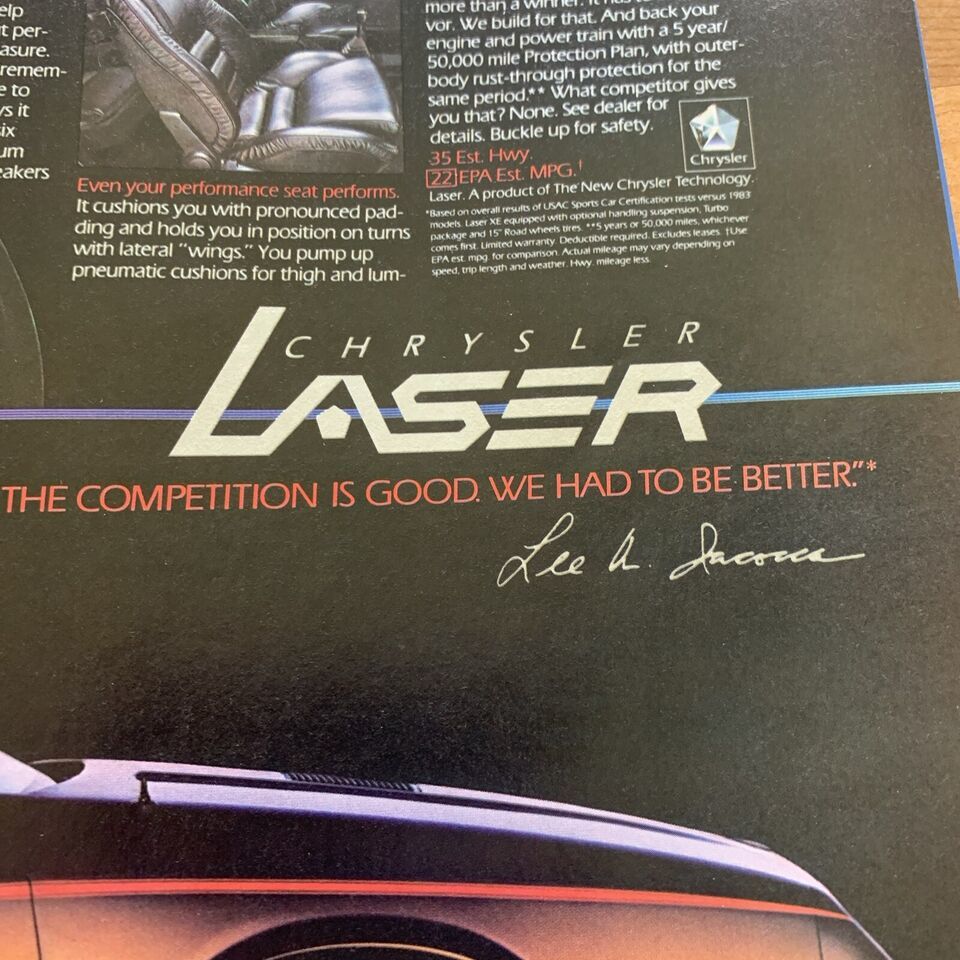 elp
t per-
asure.
remem-
e to
ys it
six
um
eakers
Even your performance seat performs.
It cushions you with pronounced pad-
ding and holds you in position on turns
with lateral "wings." You pump up
pneumatic cushions for thigh and lum-
more than a winner. It has to
vor. We build for that. And back your
engine and power train with a 5 year/
50,000 mile Protection Plan, with outer-
body rust-through protection for the
same period.** What competitor gives
you that? None. See dealer for
details. Buckle up for safety.
35 Est. Hwy.
22 EPA Est. MPG.†
Chrysler
Laser. A product of The New Chrysler Technology.
*Based on overall results of USAC Sports Car Certification tests versus 1983
models. Laser XE equipped with optional handling suspension, Turbo
package and 15" Road wheels tires. **5 years or 50,000 miles, whichever
comes first. Limited warranty. Deductible required. Excludes leases. †Use
EPA est. mpg. for comparison. Actual mileage may vary depending on
speed, trip length and weather. Hwy. mileage less.
CHRYSLER
LASER
THE COMPETITION IS GOOD. WE HAD TO BE BETTER."*
Lee A. Iacocca